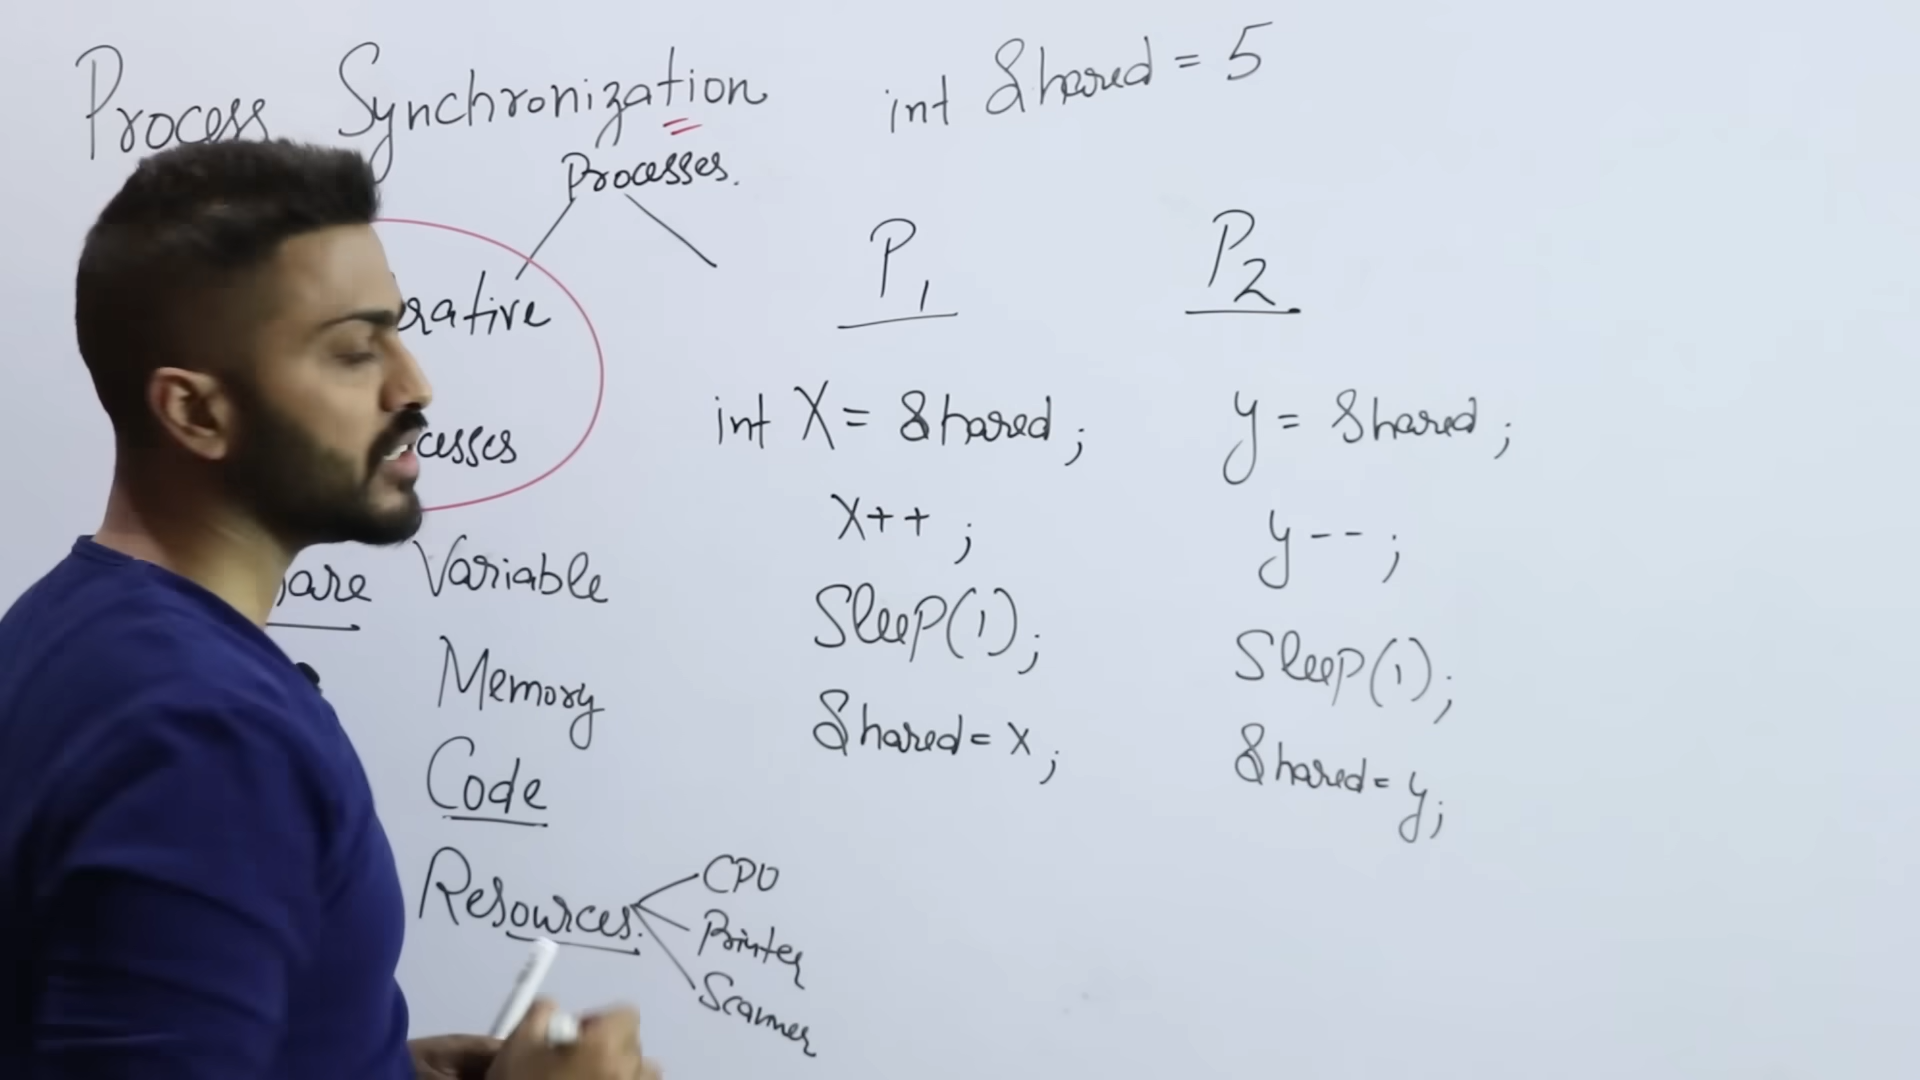 Process Synchronization
int Shared = 5
Processes.
P1
P2
rative
cesses
int X = Shared;
X++;
Sleep(1);
Shared = x;
y = Shared;
y--;
Sleep(1);
Shared = y;
are Variable
Memory
Code
Resources.
CPU
Printer
Scanner